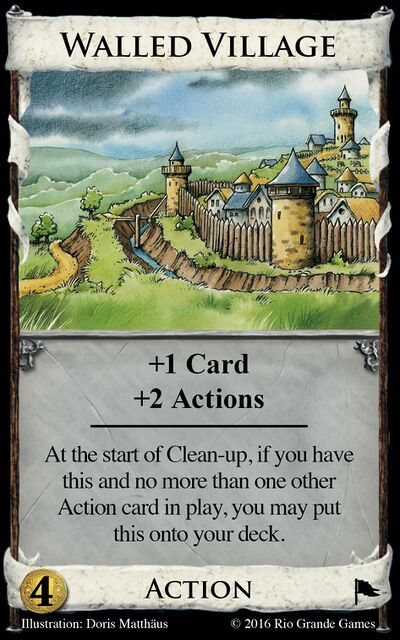 Walled Village
+1 Card
+2 Actions
At the start of Clean-up, if you have
this and no more than one other
Action card in play, you may put
this onto your deck.
4
Action
Illustration: Doris Matthäus
© 2016 Rio Grande Games